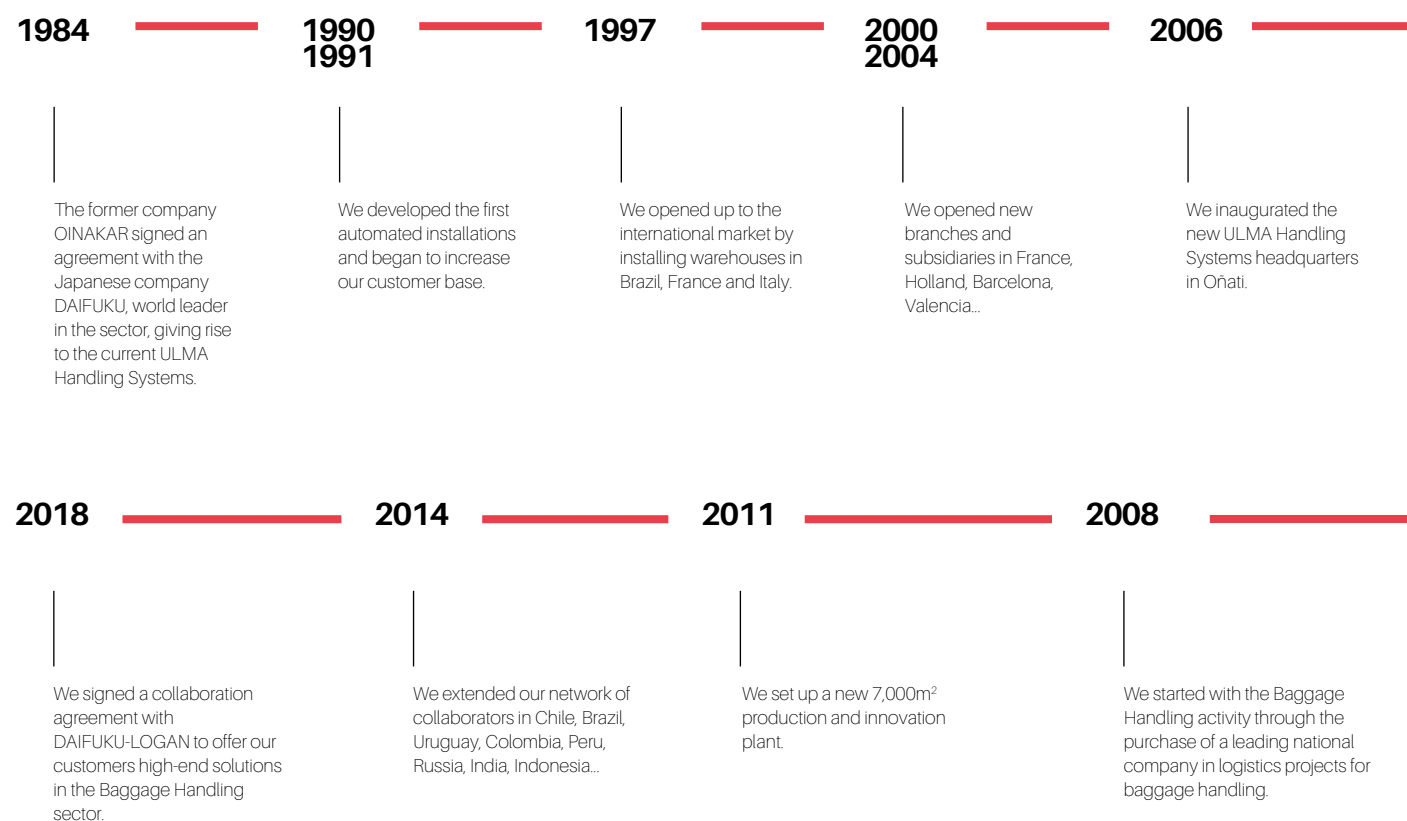 1984
The former company
OINAKAR signed an
agreement with the
Japanese company
DAIFUKU, world leader
in the sector, giving rise
to the current ULMA
Handling Systems.
1990
1991
We developed the first
automated installations
and began to increase
our customer base.
1997
We opened up to the
international market by
installing warehouses in
Brazil, France and Italy.
2000
2004
We opened new
branches and
subsidiaries in France,
Holland, Barcelona,
Valencia...
2006
We inaugurated the
new ULMA Handling
Systems headquarters
in Oñati.
2018
We signed a collaboration
agreement with
DAIFUKU-LOGAN to offer our
customers high-end solutions
in the Baggage Handling
sector.
2014
We extended our network of
collaborators in Chile, Brazil,
Uruguay, Colombia, Peru,
Russia, India, Indonesia...
2011
We set up a new 7,000m²
production and innovation
plant.
2008
We started with the Baggage
Handling activity through the
purchase of a leading national
company in logistics projects for
baggage handling.